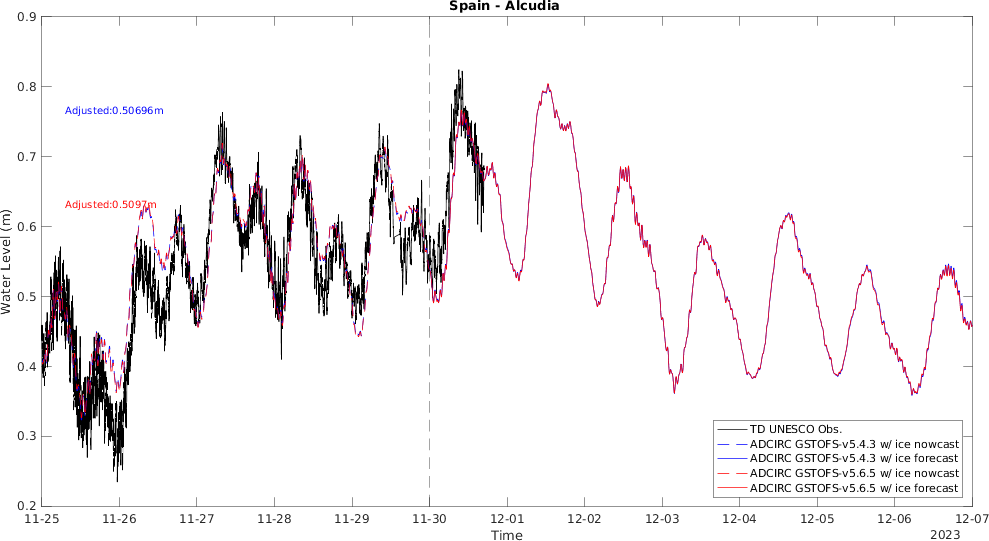 Spain - Alcudia
0.9
0.8
0.7
0.6
0.5
0.4
0.3
0.2
Water Level (m)
Adjusted:0.50696m
Adjusted:0.5097m
TD UNESCO Obs.
ADCIRC GSTOFS-v5.4.3 w/ ice nowcast
ADCIRC GSTOFS-v5.4.3 w/ ice forecast
ADCIRC GSTOFS-v5.6.5 w/ ice nowcast
ADCIRC GSTOFS-v5.6.5 w/ ice forecast
11-25 11-26 11-27 11-28 11-29 11-30 12-01 12-02 12-03 12-04 12-05 12-06 12-07
Time
2023